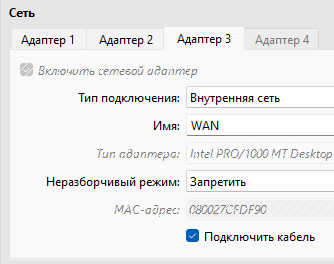 Сеть
Адаптер 1 Адаптер 2 Адаптер 3 Адаптер 4
Включить сетевой адаптер
Тип подключения: Внутренняя сеть
Имя: WAN
Тип адаптера: Intel PRO/1000 MT Desktop
Неразборчивый режим: Запретить
MAC-адрес: 080027CFDF90
Подключить кабель